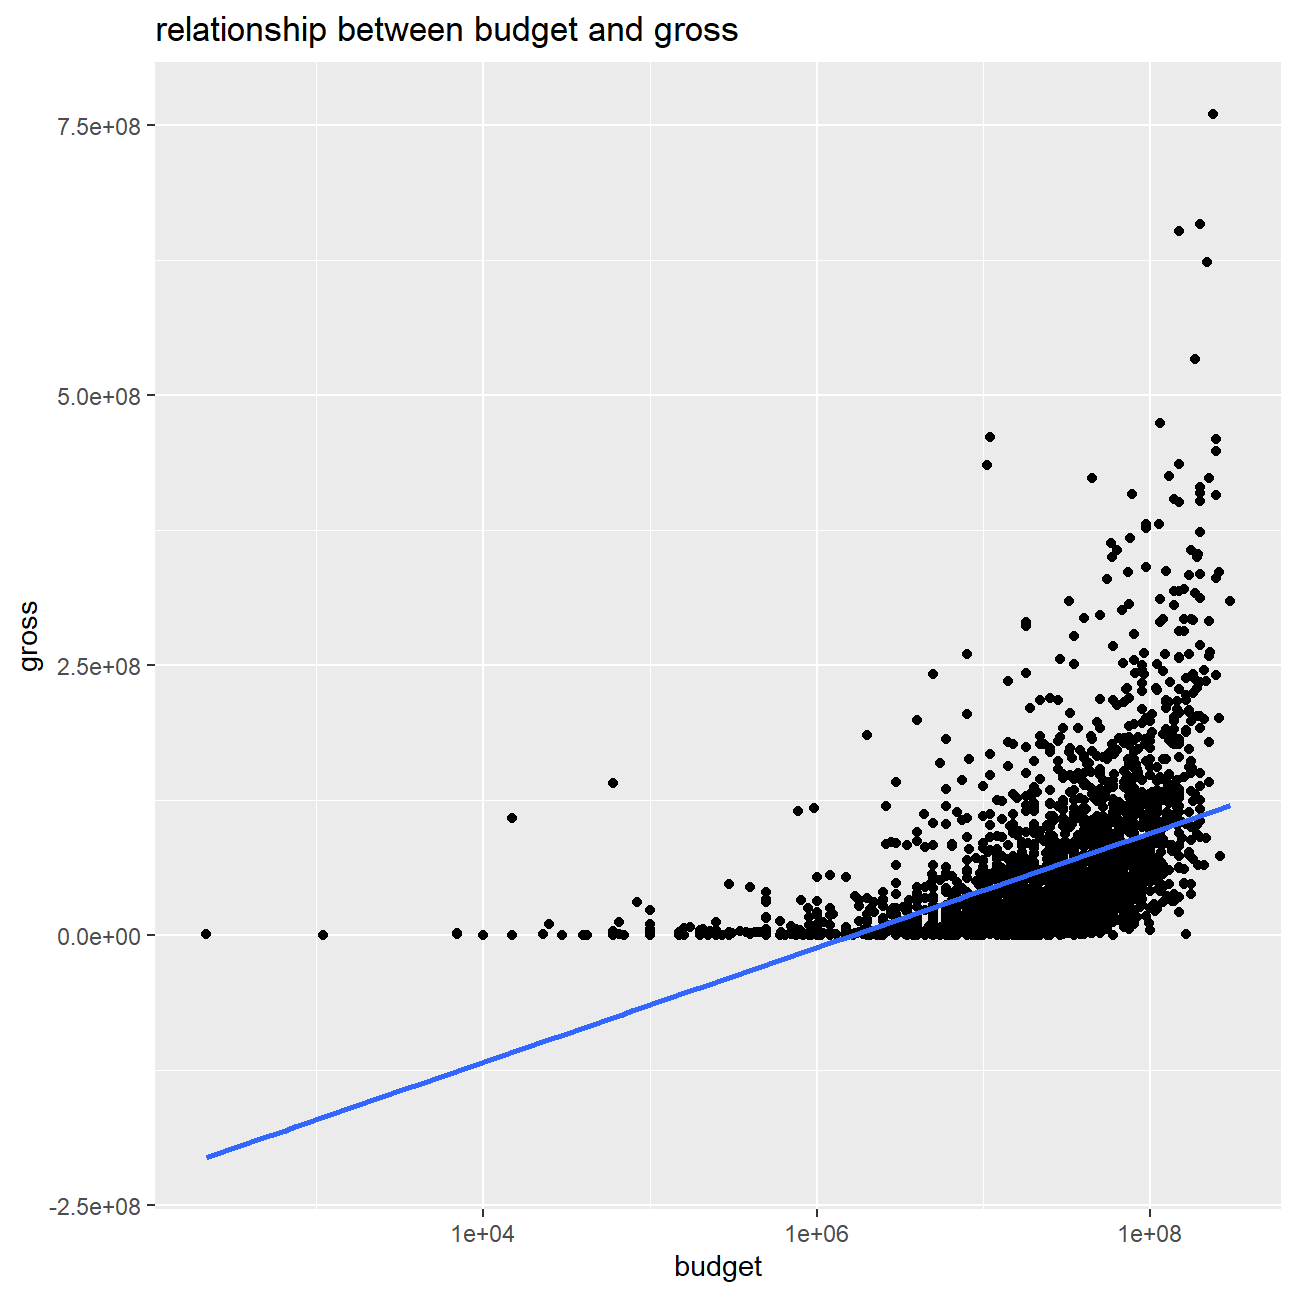 relationship between budget and gross
7.5e+08
5.0e+08
gross
2.5e+08
0.0e+00
-2.5e+08
1e+04
1e+06
1e+08
budget